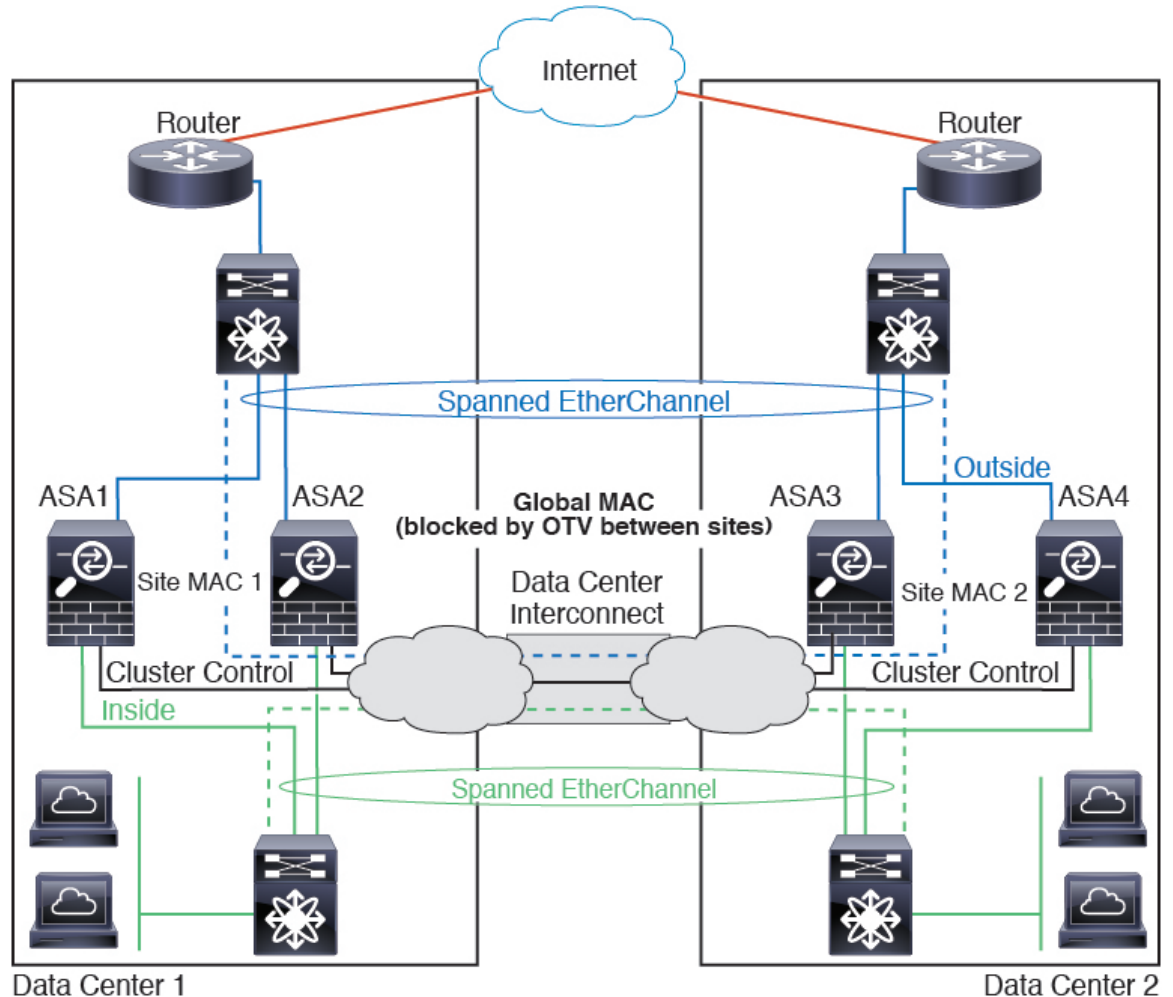 Internet
Router
Router
Spanned EtherChannel
Outside
ASA1
ASA2
Global MAC
(blocked by OTV between sites)
ASA3
ASA4
Site MAC 1
Data Center
Interconnect
Site MAC 2
Cluster Control
Cluster Control
Inside
Spanned EtherChannel
Data Center 1
Data Center 2